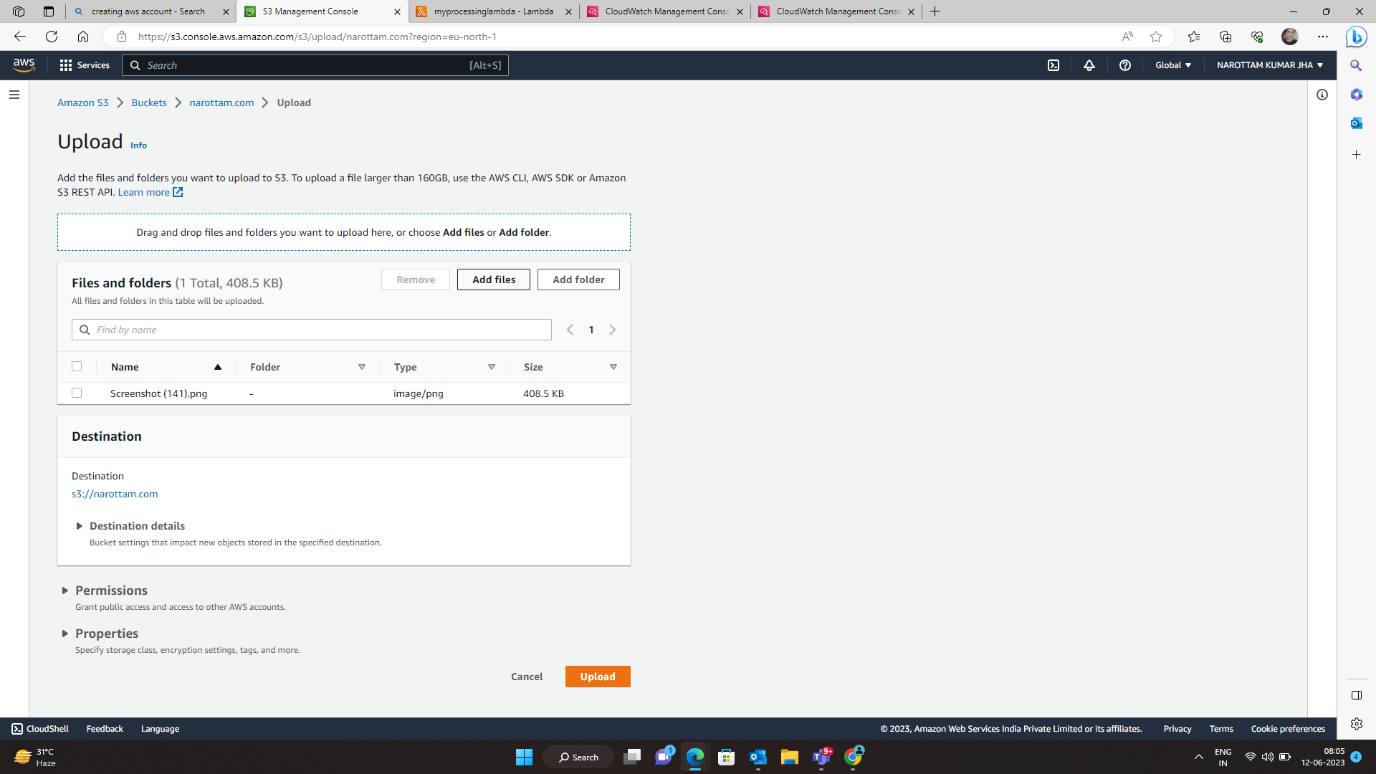 creating aws account - Search
S3 Management Console
myprocessinglambda - Lambda
CloudWatch Management Conso
CloudWatch Management Conso
https://s3.console.aws.amazon.com/s3/upload/narottam.com?region=eu-north-1
aws
Services
Search
[Alt+S]
Global
NAROTTAM KUMAR JHA
Amazon S3 > Buckets > narottam.com > Upload
Upload Info
Add the files and folders you want to upload to S3. To upload a file larger than 160GB, use the AWS CLI, AWS SDK or Amazon
S3 REST API. Learn more
Drag and drop files and folders you want to upload here, or choose Add files or Add folder.
Files and folders (1 Total, 408.5 KB)
Remove
Add files
Add folder
All files and folders in this table will be uploaded.
Find by name
1
Name Folder Type Size
Screenshot (141).png - image/png 408.5 KB
Destination
Destination
s3://narottam.com
Destination details
Bucket settings that impact new objects stored in the specified destination.
Permissions
Grant public access and access to other AWS accounts.
Properties
Specify storage class, encryption settings, tags, and more.
Cancel
Upload
CloudShell Feedback Language
© 2023, Amazon Web Services India Private Limited or its affiliates. Privacy Terms Cookie preferences
31°C
Haze
Search
1
9+
ENG
IN
08:05
12-06-2023
4